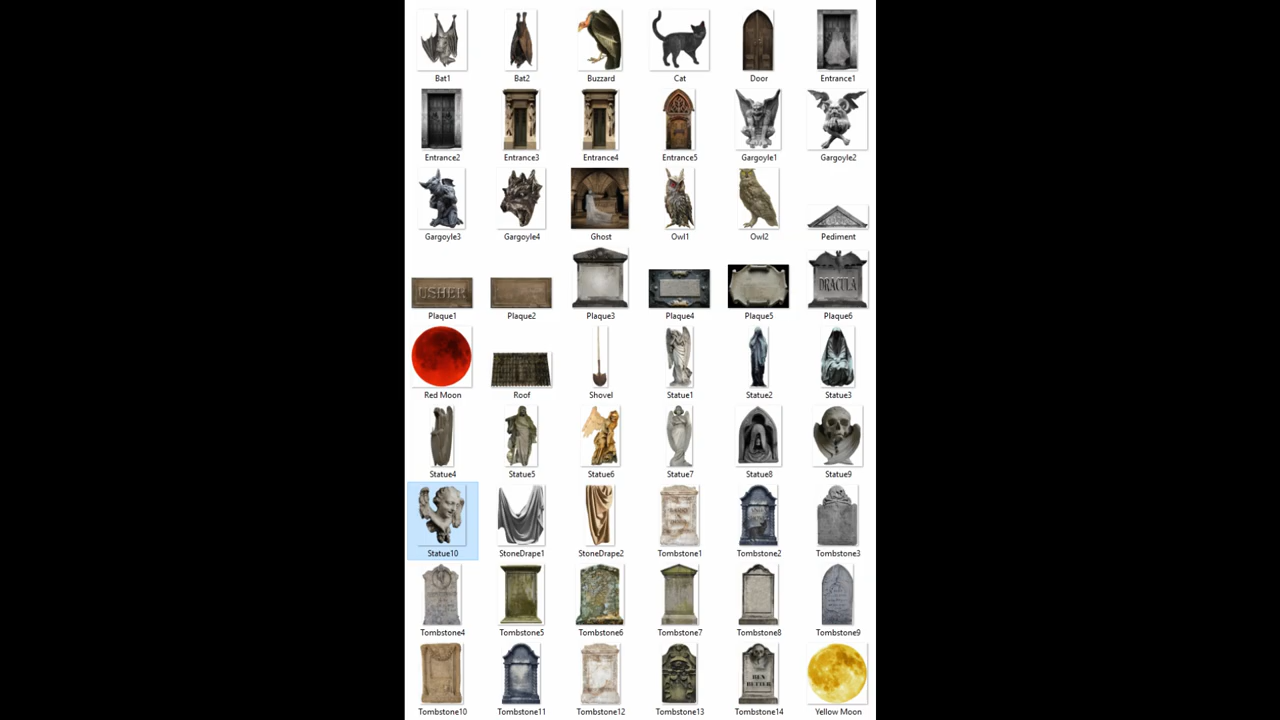 Bat1 Bat2 Buzzard Cat Door Entrance1
Entrance2 Entrance3 Entrance4 Entrance5 Gargoyle1 Gargoyle2
Gargoyle3 Gargoyle4 Ghost Owl1 Owl2 Pediment
USHER
DRACULA
Plaque1 Plaque2 Plaque3 Plaque4 Plaque5 Plaque6
Red Moon Roof Shovel Statue1 Statue2 Statue3
Statue4 Statue5 Statue6 Statue7 Statue8 Statue9
Statue10 StoneDrape1 StoneDrape2 Tombstone1 Tombstone2 Tombstone3
Tombstone4 Tombstone5 Tombstone6 Tombstone7 Tombstone8 Tombstone9
Tombstone10 Tombstone11 Tombstone12 Tombstone13 Tombstone14 Yellow Moon